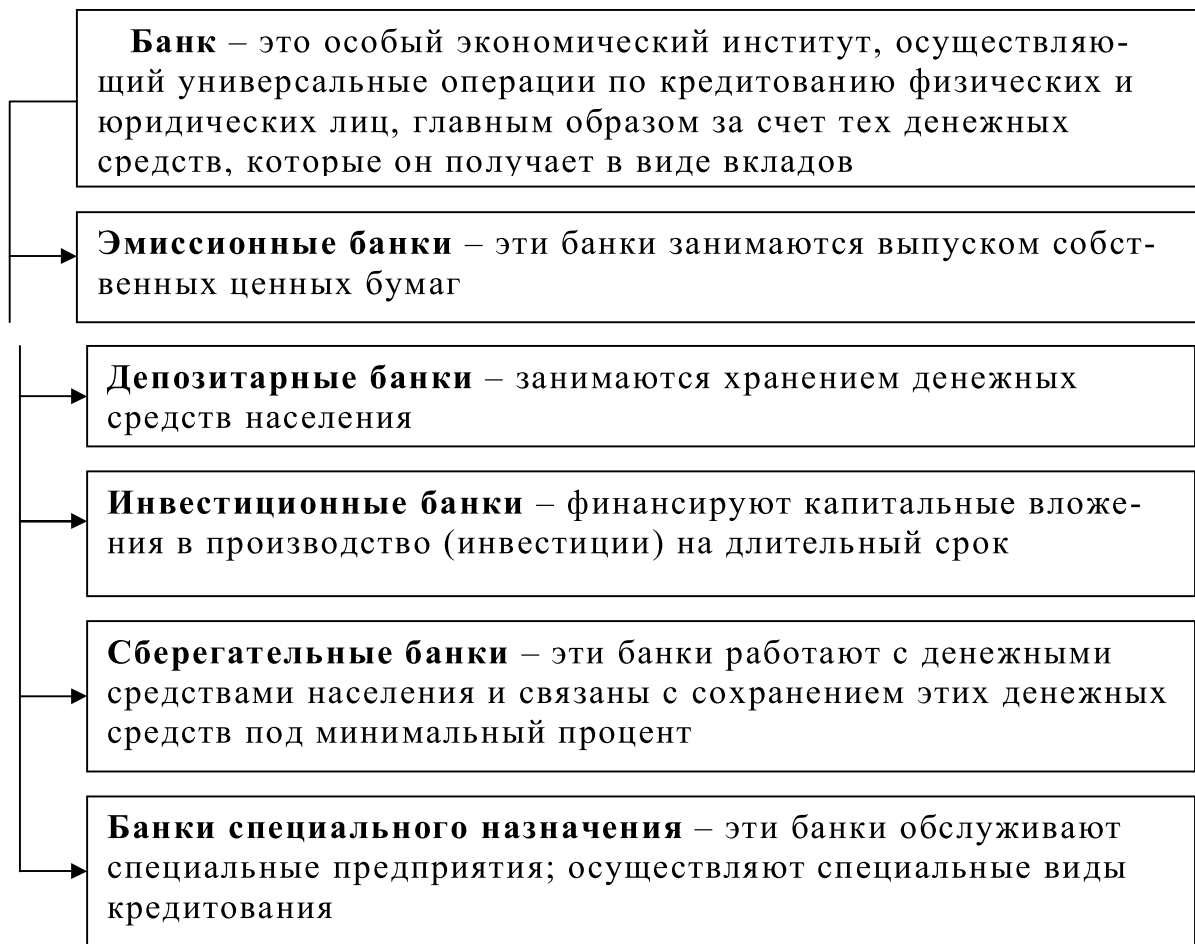 Банк – это особый экономический институт, осуществляю-
щий универсальные операции по кредитованию физических и
юридических лиц, главным образом за счет тех денежных
средств, которые он получает в виде вкладов
Эмиссионные банки – эти банки занимаются выпуском собст-
венных ценных бумаг
Депозитарные банки – занимаются хранением денежных
средств населения
Инвестиционные банки – финансируют капитальные вложе-
ния в производство (инвестиции) на длительный срок
Сберегательные банки – эти банки работают с денежными
средствами населения и связаны с сохранением этих денежных
средств под минимальный процент
Банки специального назначения – эти банки обслуживают
специальные предприятия; осуществляют специальные виды
кредитования